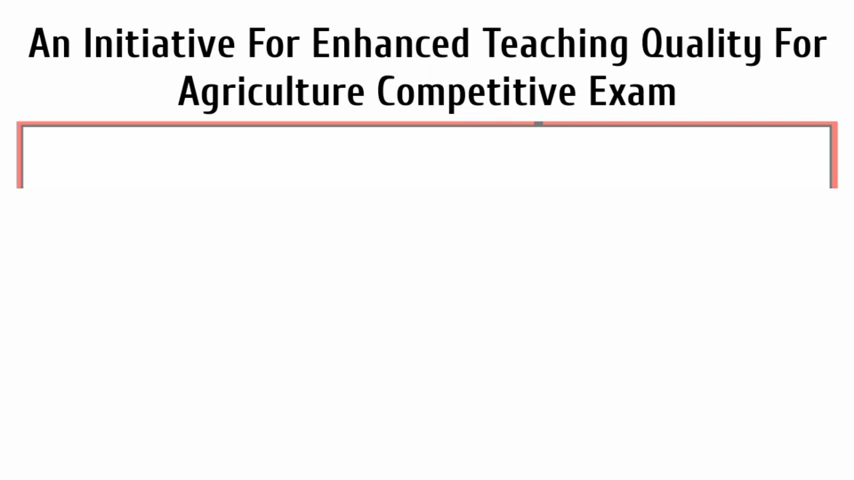 An Initiative For Enhanced Teaching Quality For
Agriculture Competitive Exam